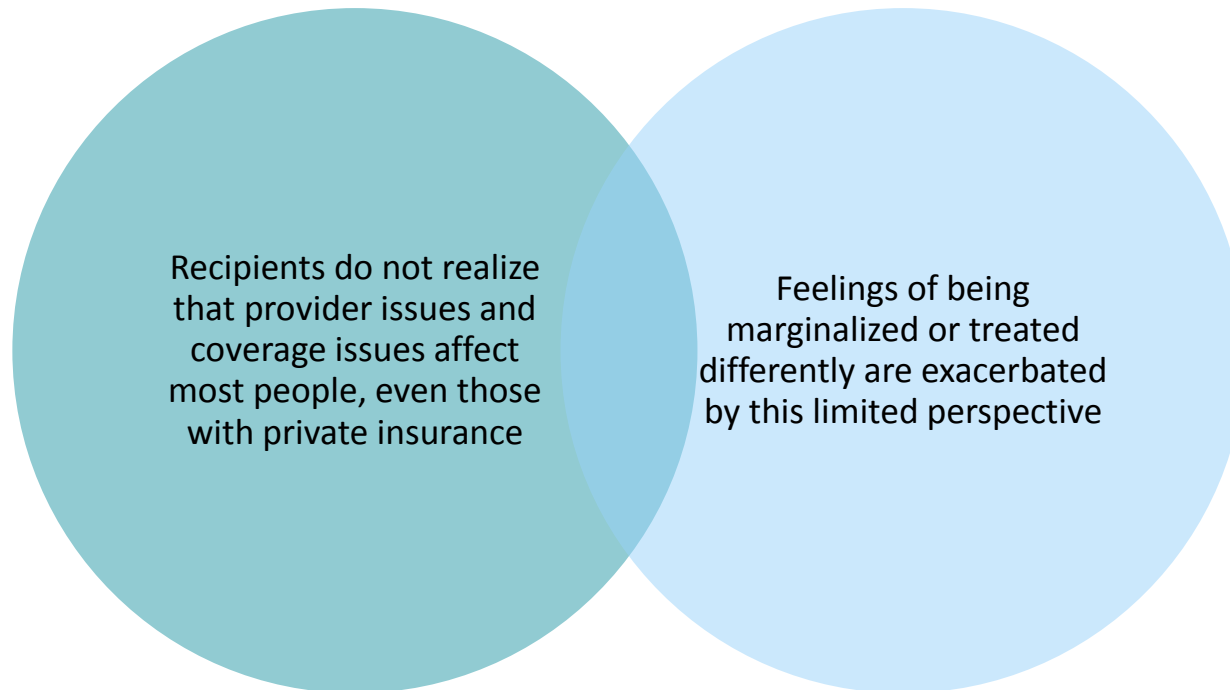 Recipients do not realize
that provider issues and
coverage issues affect
most people, even those
with private insurance
Feelings of being
marginalized or treated
differently are exacerbated
by this limited perspective